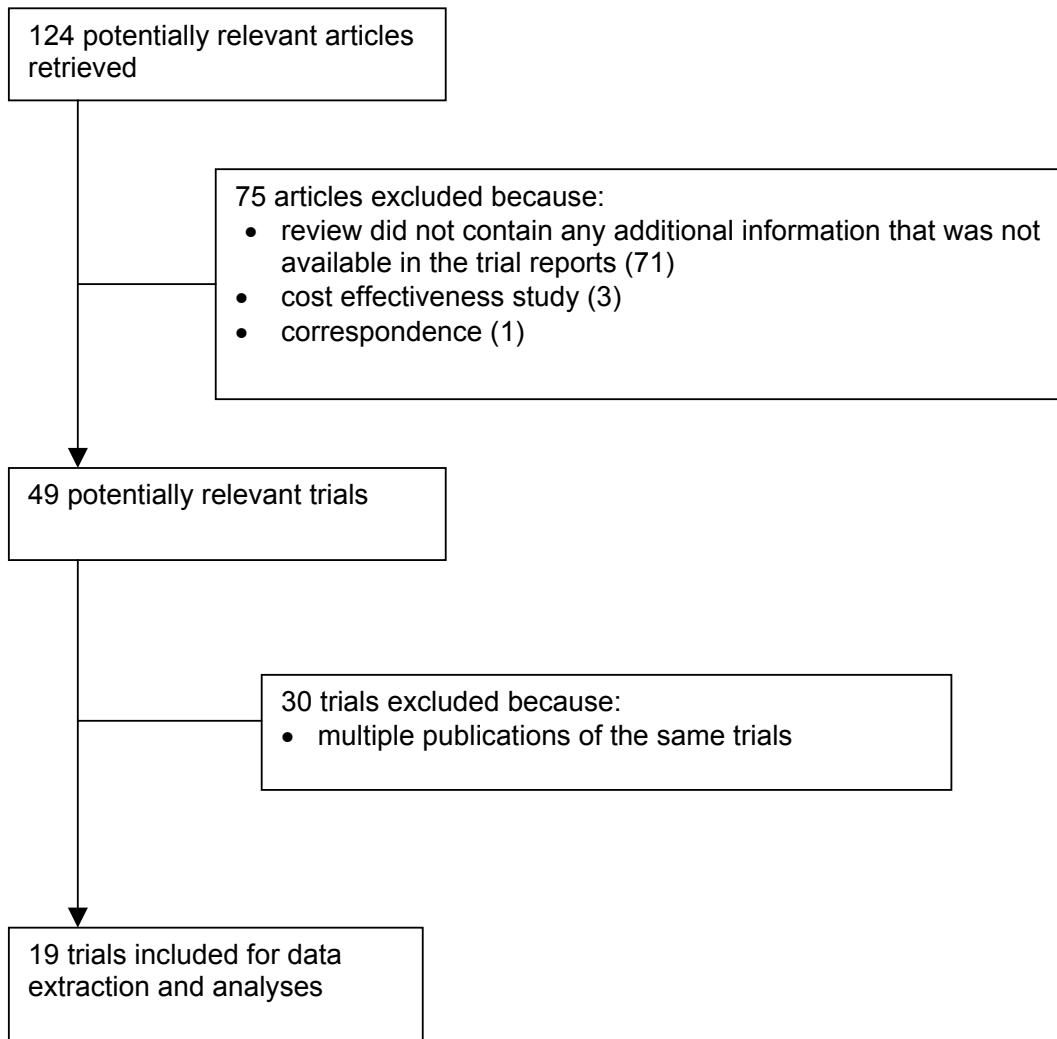 124 potentially relevant articles
retrieved
75 articles excluded because:
• review did not contain any additional information that was not
available in the trial reports (71)
• cost effectiveness study (3)
• correspondence (1)
49 potentially relevant trials
30 trials excluded because:
• multiple publications of the same trials
19 trials included for data
extraction and analyses